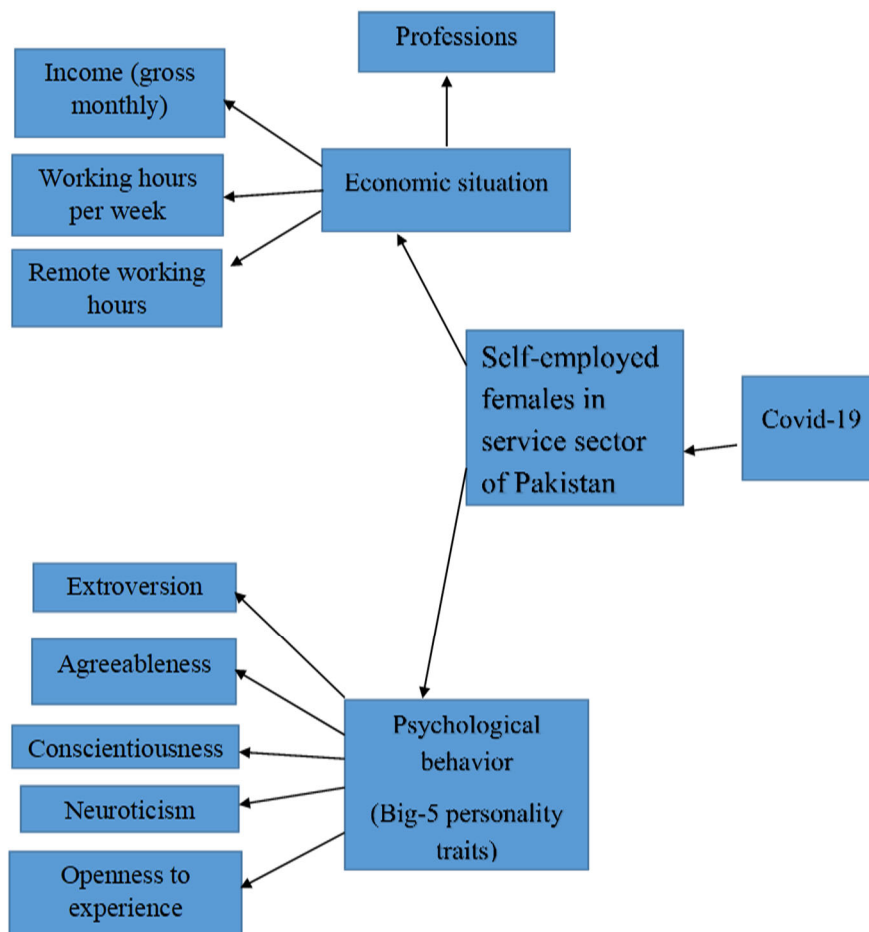 Professions
Income (gross
monthly)
Economic situation
Working hours
per week
Remote working
hours
Self-employed
females in
service sector
of Pakistan
Covid-19
Extroversion
Agreeableness
Conscientiousness
Neuroticism
Openness to
experience
Psychological
behavior
(Big-5 personality
traits)